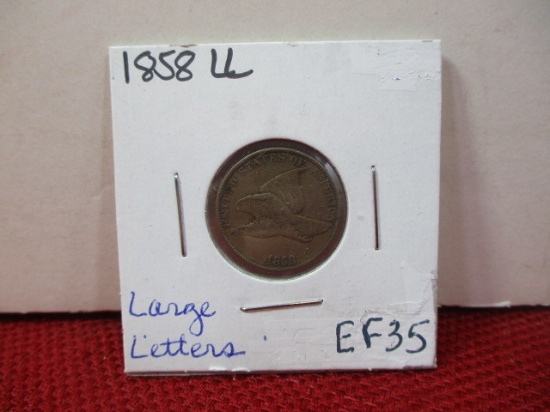 1858 LL
UNITED STATES OF AMERICA
1858
Large
Letters
EF35